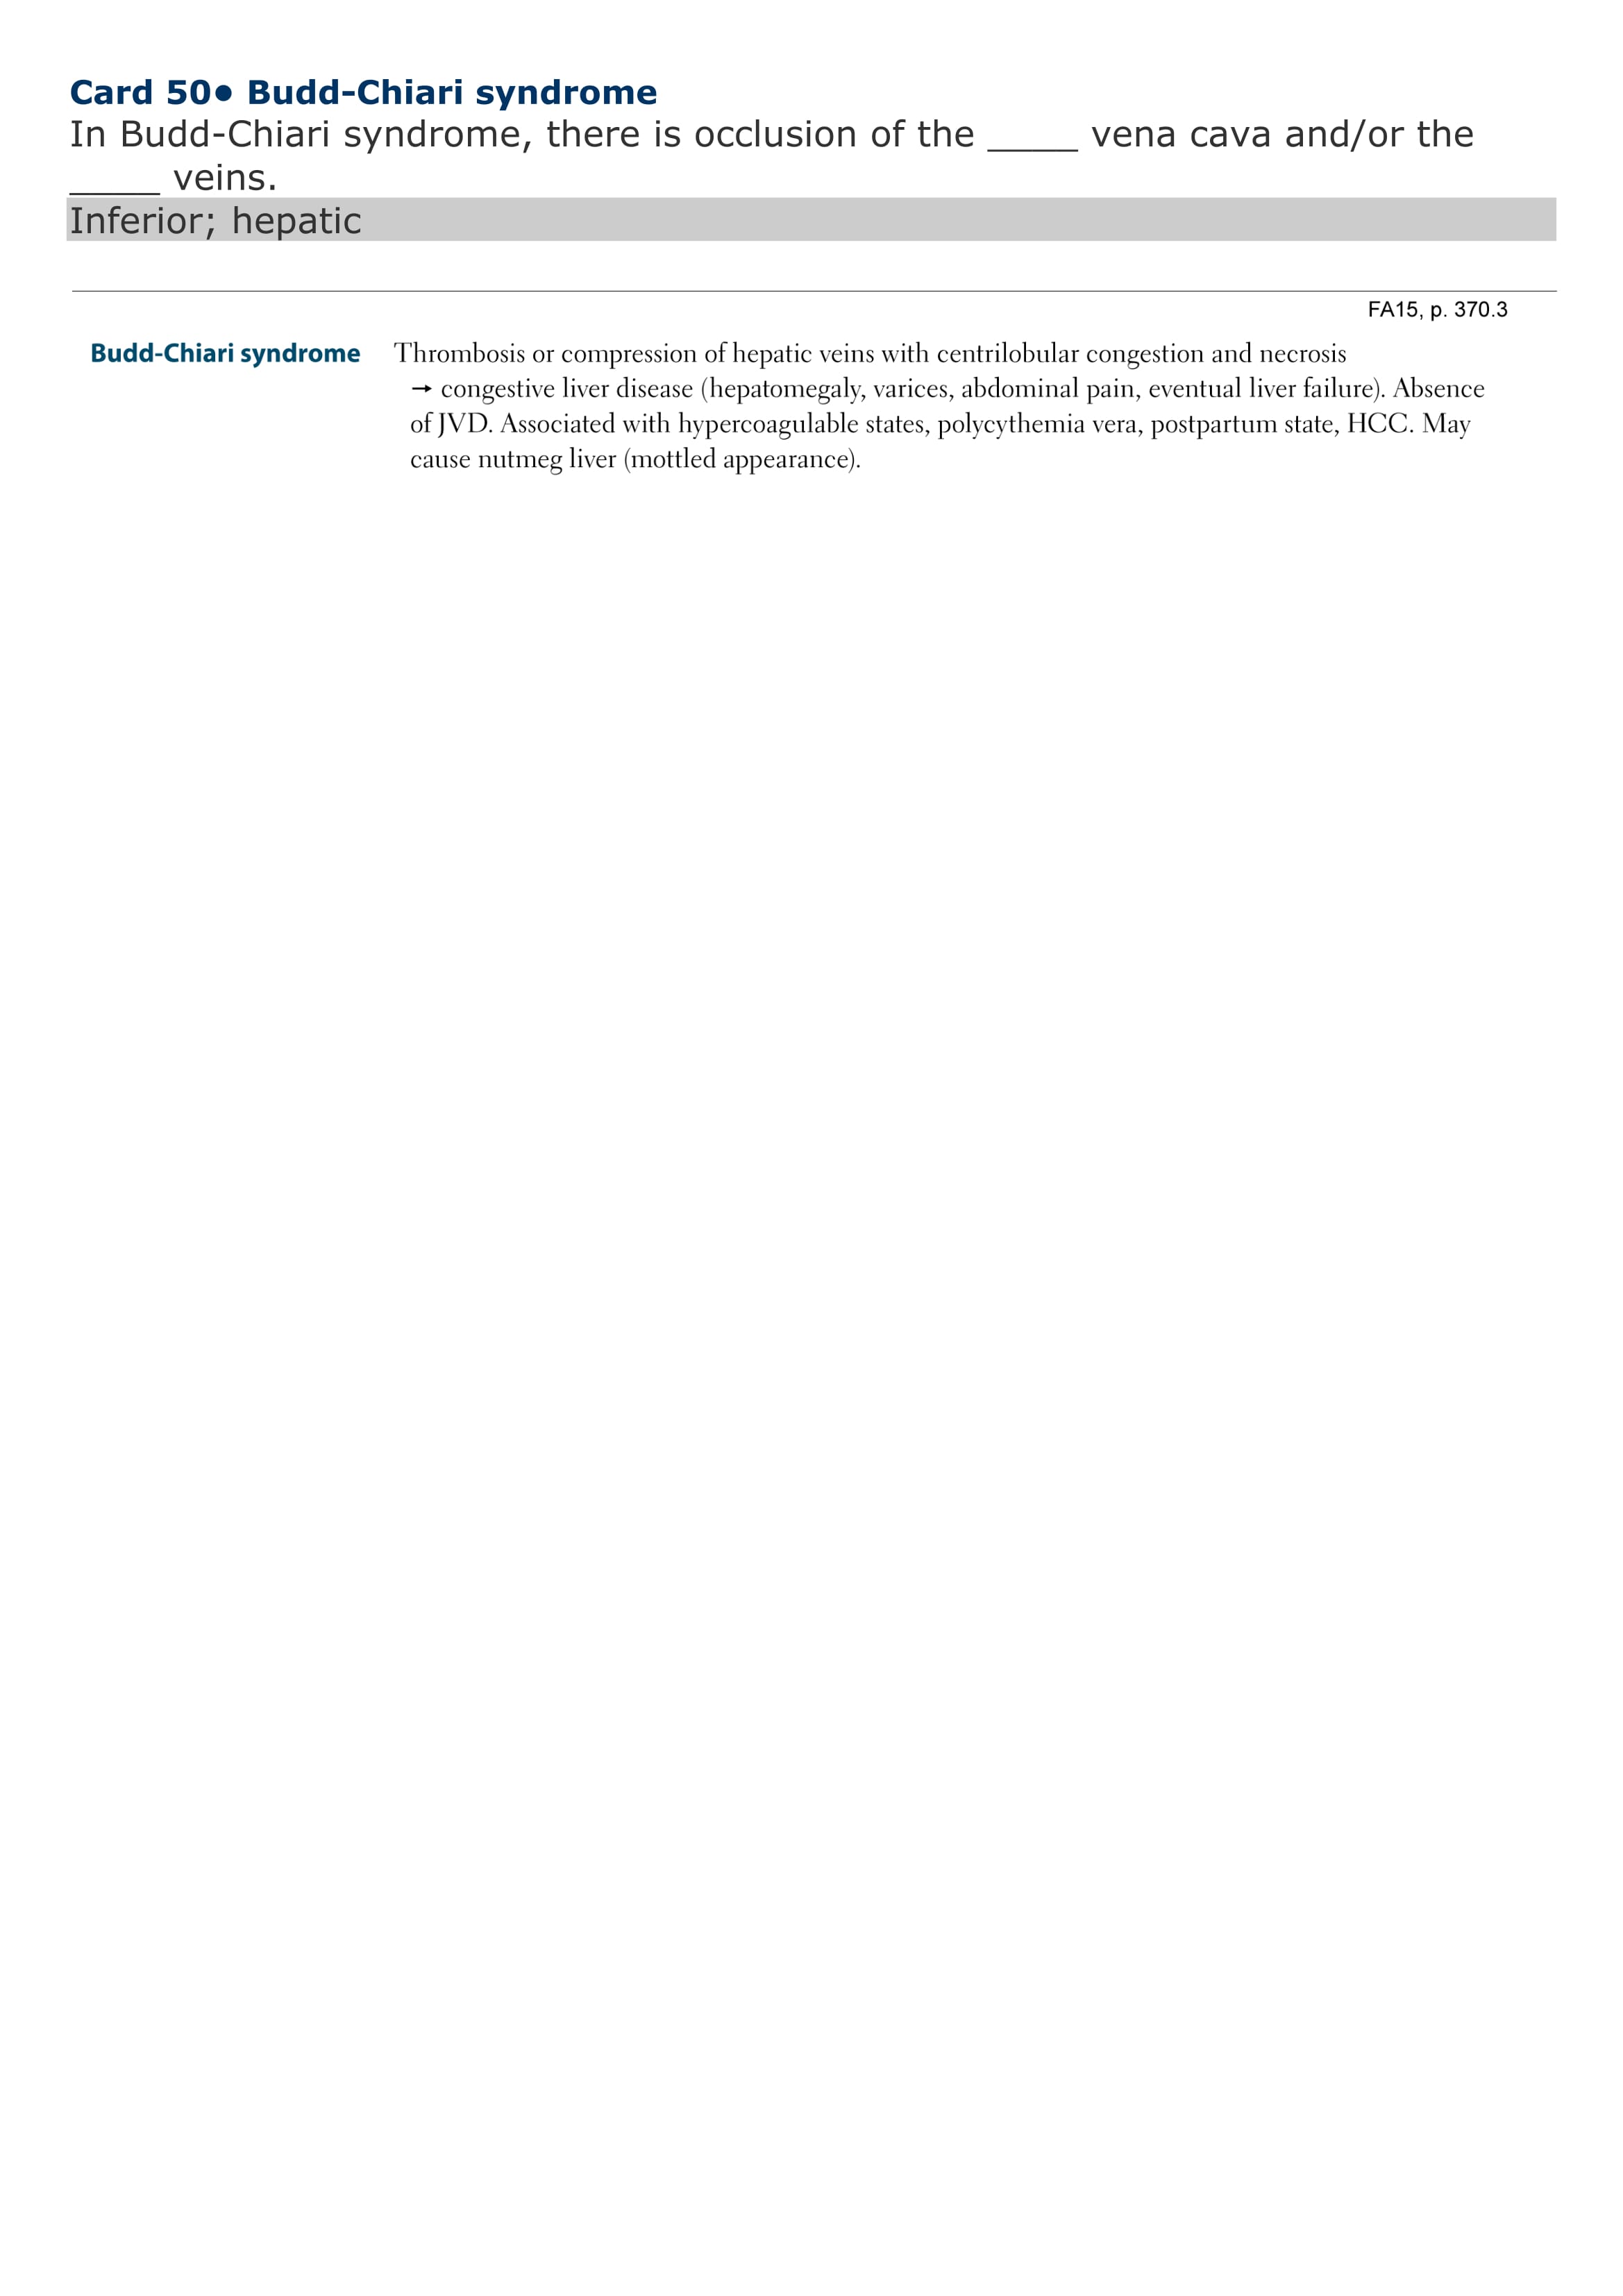 Card 50● Budd-Chiari syndrome
In Budd-Chiari syndrome, there is occlusion of the _____ vena cava and/or the
_____ veins.
Inferior; hepatic
FA15, p. 370.3
Budd-Chiari syndrome Thrombosis or compression of hepatic veins with centrilobular congestion and necrosis
→ congestive liver disease (hepatomegaly, varices, abdominal pain, eventual liver failure). Absence
of JVD. Associated with hypercoagulable states, polycythemia vera, postpartum state, HCC. May
cause nutmeg liver (mottled appearance).